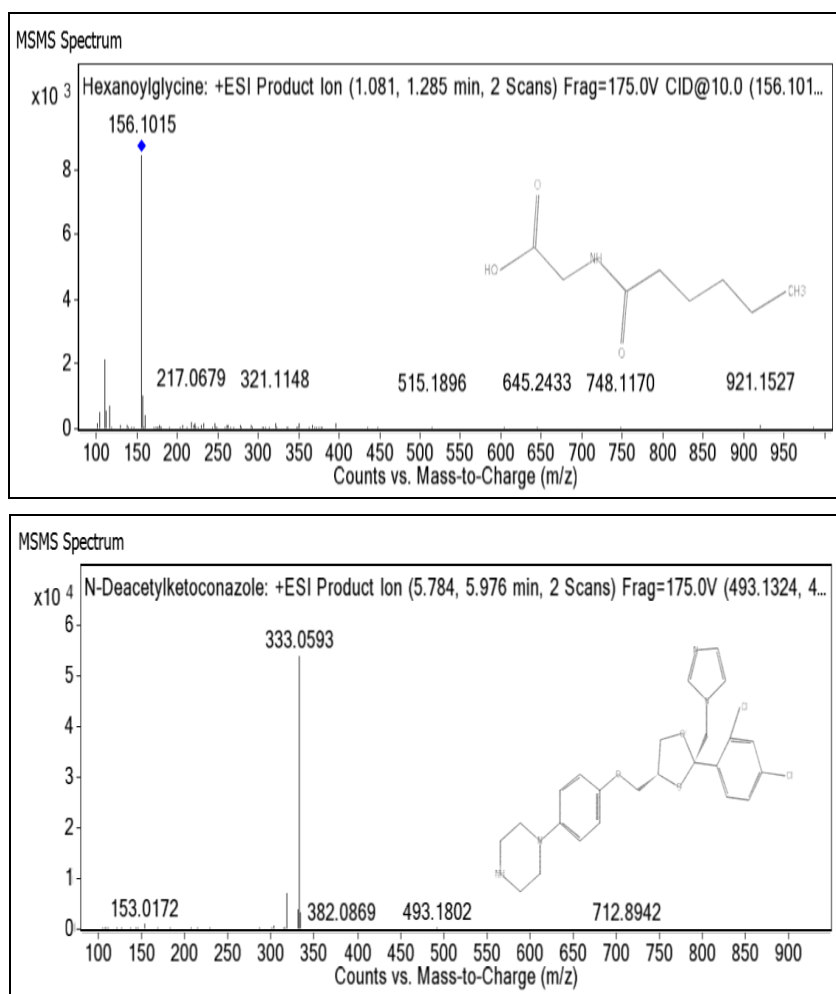 MSMS Spectrum
x10 3 Hexanoylglycine: +ESI Product Ion (1.081, 1.285 min, 2 Scans) Frag=175.0V CID@10.0 (156.101...
156.1015
8
6
4
2
0
O
HO
NH
O
CH3
217.0679 321.1148 515.1896 645.2433 748.1170 921.1527
100 150 200 250 300 350 400 450 500 550 600 650 700 750 800 850 900 950
Counts vs. Mass-to-Charge (m/z)
MSMS Spectrum
x10 4 N-Deacetylketoconazole: +ESI Product Ion (5.784, 5.976 min, 2 Scans) Frag=175.0V (493.1324, 4...
333.0593
6
5
4
3
2
1
0
N
N
Cl
O
O
O
Cl
N
NH
153.0172 382.0869 493.1802 712.8942
100 150 200 250 300 350 400 450 500 550 600 650 700 750 800 850 900
Counts vs. Mass-to-Charge (m/z)